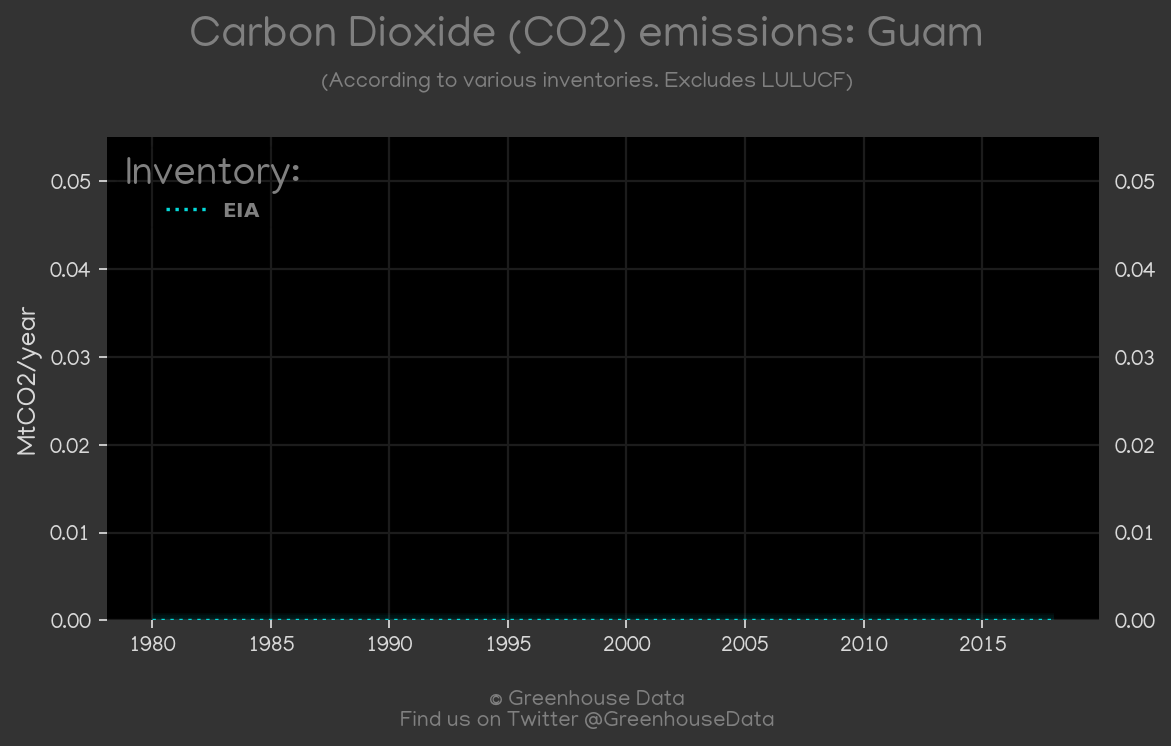 Carbon Dioxide (CO2) emissions: Guam
(According to various inventories. Excludes LULUCF)
Inventory:
EIA
MtCO2/year
0.05
0.04
0.03
0.02
0.01
0.00
0.05
0.04
0.03
0.02
0.01
0.00
1980 1985 1990 1995 2000 2005 2010 2015
© Greenhouse Data
Find us on Twitter @GreenhouseData